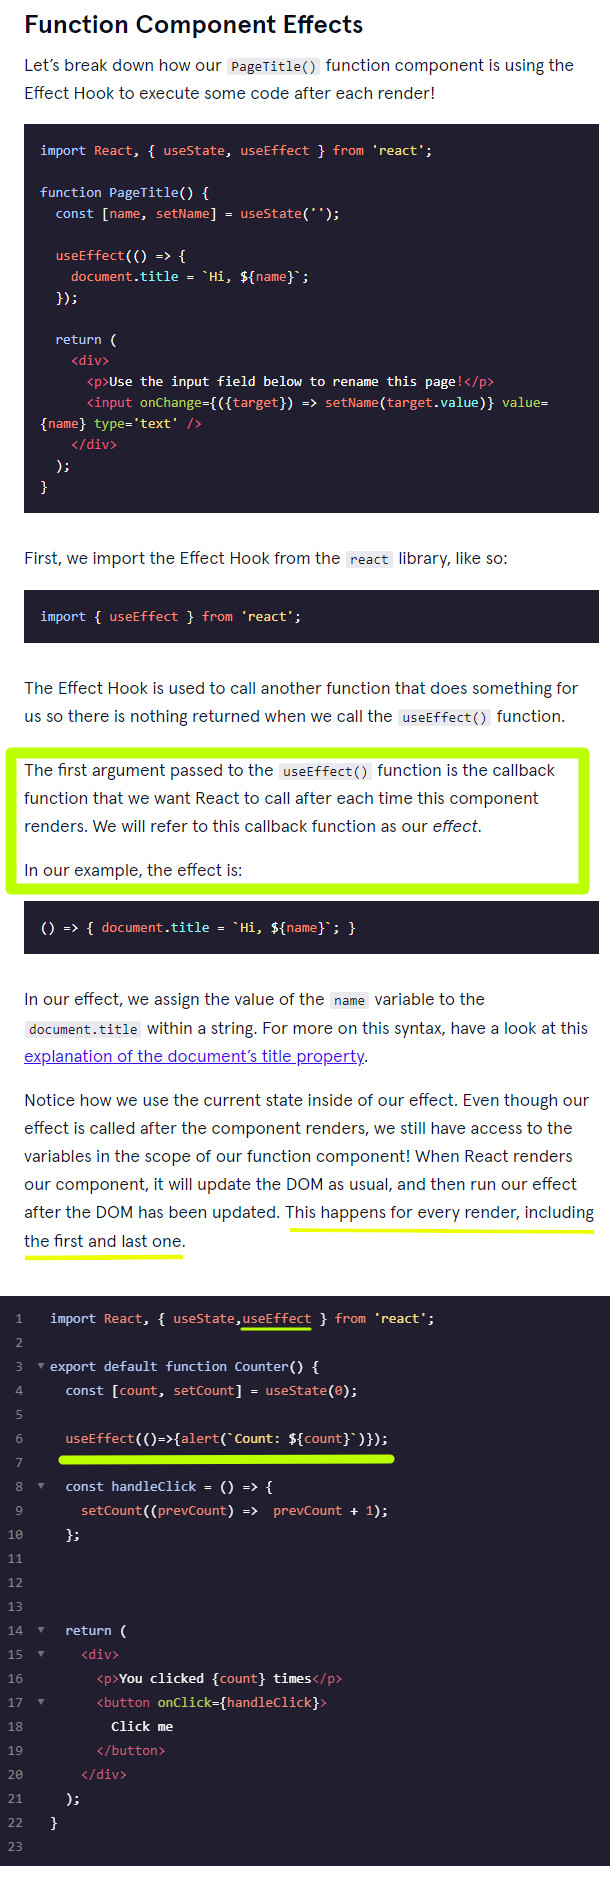 Function Component Effects
Let’s break down how our PageTitle() function component is using the
Effect Hook to execute some code after each render!
import React, { useState, useEffect } from 'react';
function PageTitle() {
const [name, setName] = useState('');
useEffect(() => {
document.title = `Hi, ${name}`;
});
return (
<div>
<p>Use the input field below to rename this page!</p>
<input onChange={({target}) => setName(target.value)} value=
{name} type='text' />
</div>
);
}
First, we import the Effect Hook from the react library, like so:
import { useEffect } from 'react';
The Effect Hook is used to call another function that does something for
us so there is nothing returned when we call the useEffect() function.
The first argument passed to the useEffect() function is the callback
function that we want React to call after each time this component
renders. We will refer to this callback function as our effect.
In our example, the effect is:
() => { document.title = `Hi, ${name}`; }
In our effect, we assign the value of the name variable to the
document.title within a string. For more on this syntax, have a look at this
explanation of the document’s title property.
Notice how we use the current state inside of our effect. Even though our
effect is called after the component renders, we still have access to the
variables in the scope of our function component! When React renders
our component, it will update the DOM as usual, and then run our effect
after the DOM has been updated. This happens for every render, including
the first and last one.
1 import React, { useState,useEffect } from 'react';
2
3 export default function Counter() {
4 const [count, setCount] = useState(0);
5
6 useEffect(()=>{alert(`Count: ${count}`)});
7
8 const handleClick = () => {
9 setCount((prevCount) =>  prevCount + 1);
10 };
11
12
13
14 return (
15 <div>
16 <p>You clicked {count} times</p>
17 <button onClick={handleClick}>
18 Click me
19 </button>
20 </div>
21 );
22 }
23